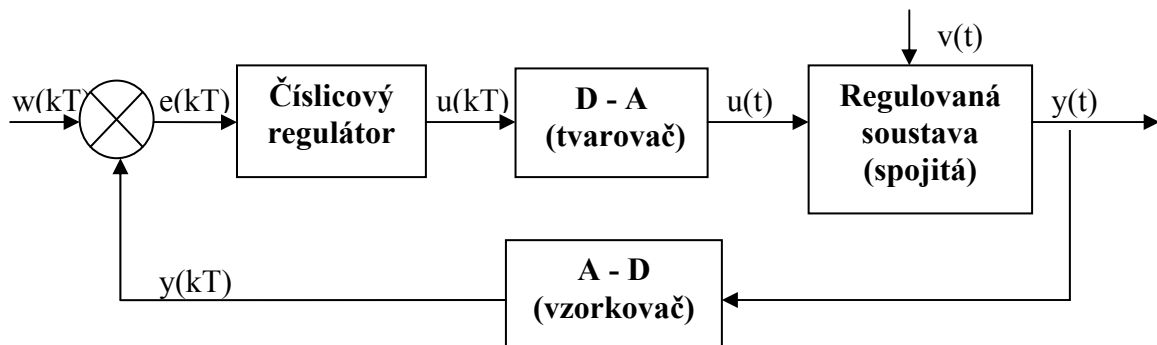 v(t)
w(kT)
e(kT)
Číslicový
regulátor
u(kT)
D - A
(tvarovač)
u(t)
Regulovaná
soustava
(spojitá)
y(t)
y(kT)
A - D
(vzorkovač)